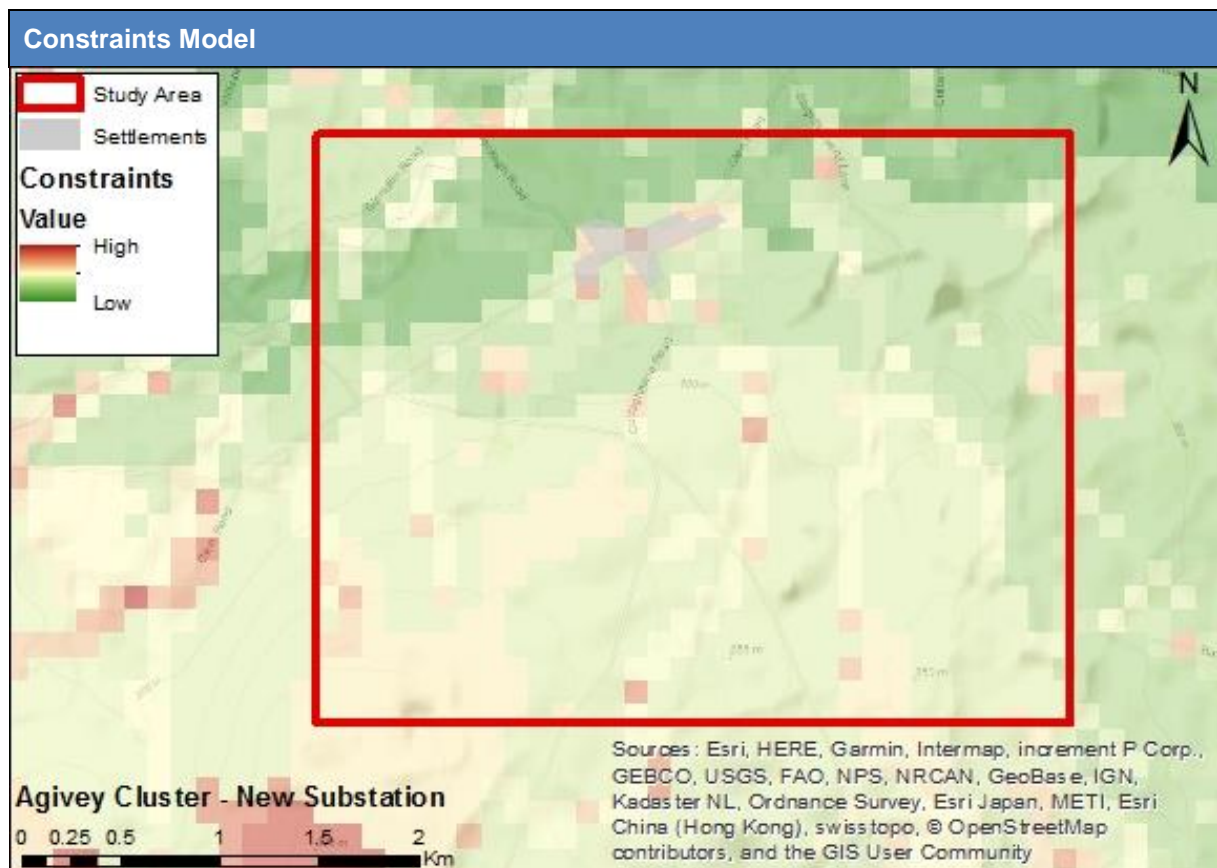 Constraints Model
Study Area
Settlements
Constraints
Value
High
Low
N
200 m
Agivey Cluster - New Substation
0 0.25 0.5 1 1.5 2
Km
Sources: Esri, HERE, Garmin, Intermap, increment P Corp.,
GEBCO, USGS, FAO, NPS, NRCAN, GeoBase, IGN,
Kadaster NL, Ordnance Survey, Esri Japan, METI, Esri
China (Hong Kong), swisstopo, © OpenStreetMap
contributors, and the GIS User Community